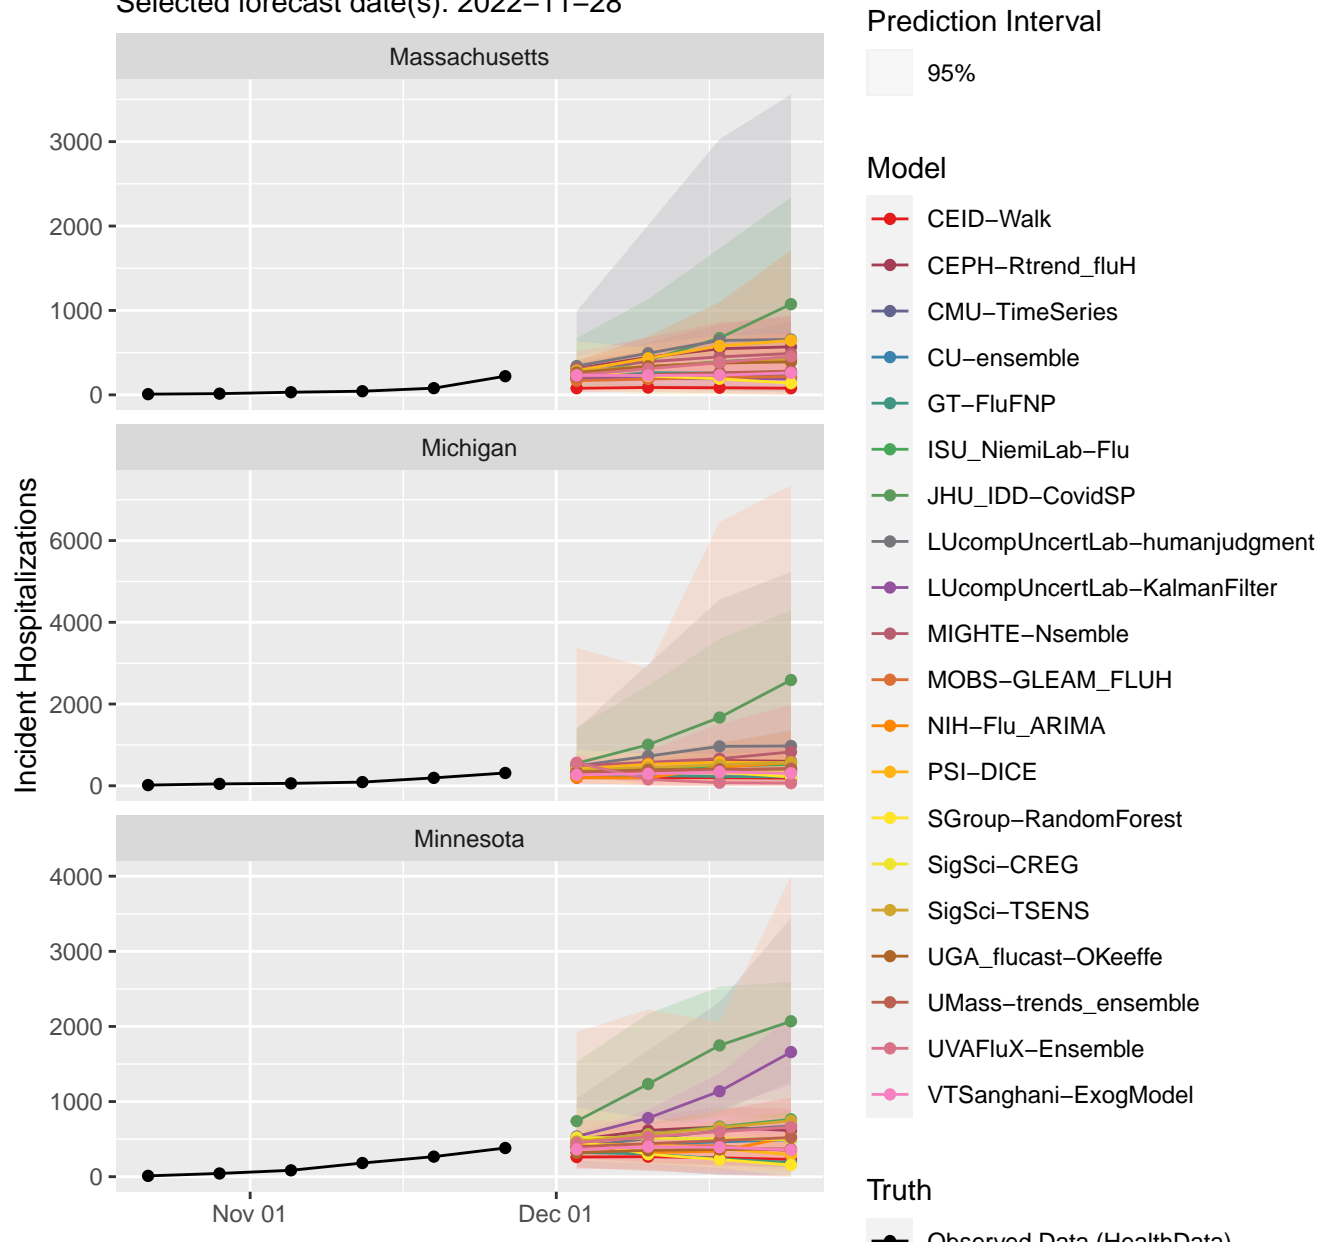 Selected forecast date(s): 2022−11−28
Massachusetts
3000
2000
1000
0
Michigan
6000
4000
2000
0
Minnesota
4000
3000
2000
1000
0
Nov 01
Dec 01
Incident Hospitalizations
Prediction Interval
95%
Model
CEID−Walk
CEPH−Rtrend_fluH
CMU−TimeSeries
CU−ensemble
GT−FluFNP
ISU_NiemiLab−Flu
JHU_IDD−CovidSP
LUcompUncertLab−humanjudgment
LUcompUncertLab−KalmanFilter
MIGHTE−Nsemble
MOBS−GLEAM_FLUH
NIH−Flu_ARIMA
PSI−DICE
SGroup−RandomForest
SigSci−CREG
SigSci−TSENS
UGA_flucast−OKeeffe
UMass−trends_ensemble
UVAFluX−Ensemble
VTSanghani−ExogModel
Truth
Observed Data (HealthData)